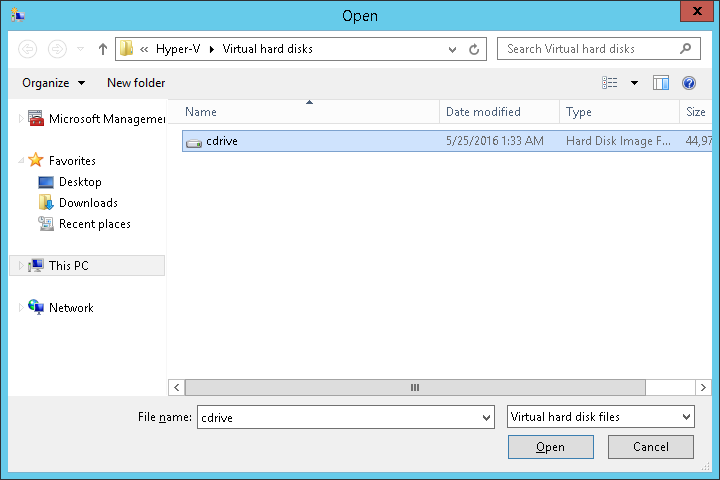 Open
« Hyper-V Virtual hard disks
Search Virtual hard disks
Organize New folder
Name Date modified Type Size
Microsoft Managemer
cdrive 5/25/2016 1:33 AM Hard Disk Image F... 44,97
Favorites
Desktop
Downloads
Recent places
This PC
Network
File name: cdrive Virtual hard disk files
Open Cancel